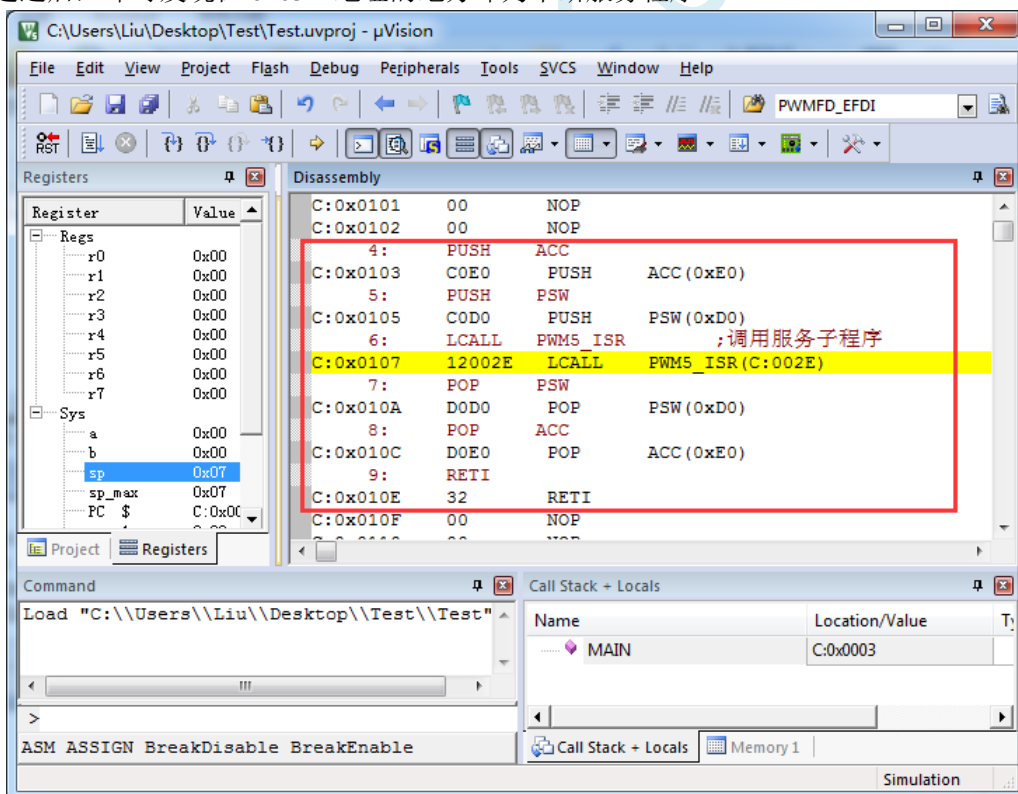 C:\Users\Liu\Desktop\Test\Test.uvproj - µVision
File Edit View Project Flash Debug Peripherals Tools SVCS Window Help
PWMFD_EFDI
RST
Registers
Register Value
Regs
r0 0x00
r1 0x00
r2 0x00
r3 0x00
r4 0x00
r5 0x00
r6 0x00
r7 0x00
Sys
a 0x00
b 0x00
sp 0x07
sp_max 0x07
PC $ C:0x00
Project Registers
Disassembly
C:0x0101 00 NOP
C:0x0102 00 NOP
4: PUSH ACC
C:0x0103 C0E0 PUSH ACC(0xE0)
5: PUSH PSW
C:0x0105 C0D0 PUSH PSW(0xD0)
6: LCALL PWM5_ISR ;调用服务子程序
C:0x0107 12002E LCALL PWM5_ISR(C:002E)
7: POP PSW
C:0x010A D0D0 POP PSW(0xD0)
8: POP ACC
C:0x010C D0E0 POP ACC(0xE0)
9: RETI
C:0x010E 32 RETI
C:0x010F 00 NOP
Command
Load "C:\\Users\\Liu\\Desktop\\Test\\Test"
>
ASM ASSIGN BreakDisable BreakEnable
Call Stack + Locals
Name Location/Value Ty
MAIN C:0x0003
Call Stack + Locals Memory 1
Simulation